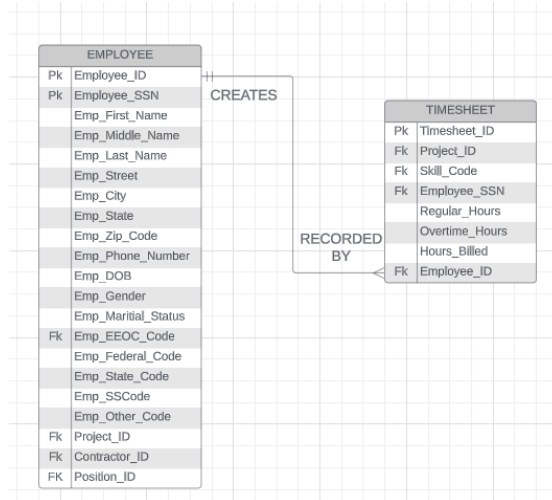 EMPLOYEE
Pk Employee_ID
Pk Employee_SSN
Emp_First_Name
Emp_Middle_Name
Emp_Last_Name
Emp_Street
Emp_City
Emp_State
Emp_Zip_Code
Emp_Phone_Number
Emp_DOB
Emp_Gender
Emp_Maritial_Status
Fk Emp_EEOC_Code
Emp_Federal_Code
Emp_State_Code
Emp_SSCode
Emp_Other_Code
Fk Project_ID
Fk Contractor_ID
FK Position_ID
CREATES
RECORDED
BY
TIMESHEET
Pk Timesheet_ID
Fk Project_ID
Fk Skill_Code
Fk Employee_SSN
Regular_Hours
Overtime_Hours
Hours_Billed
Fk Employee_ID